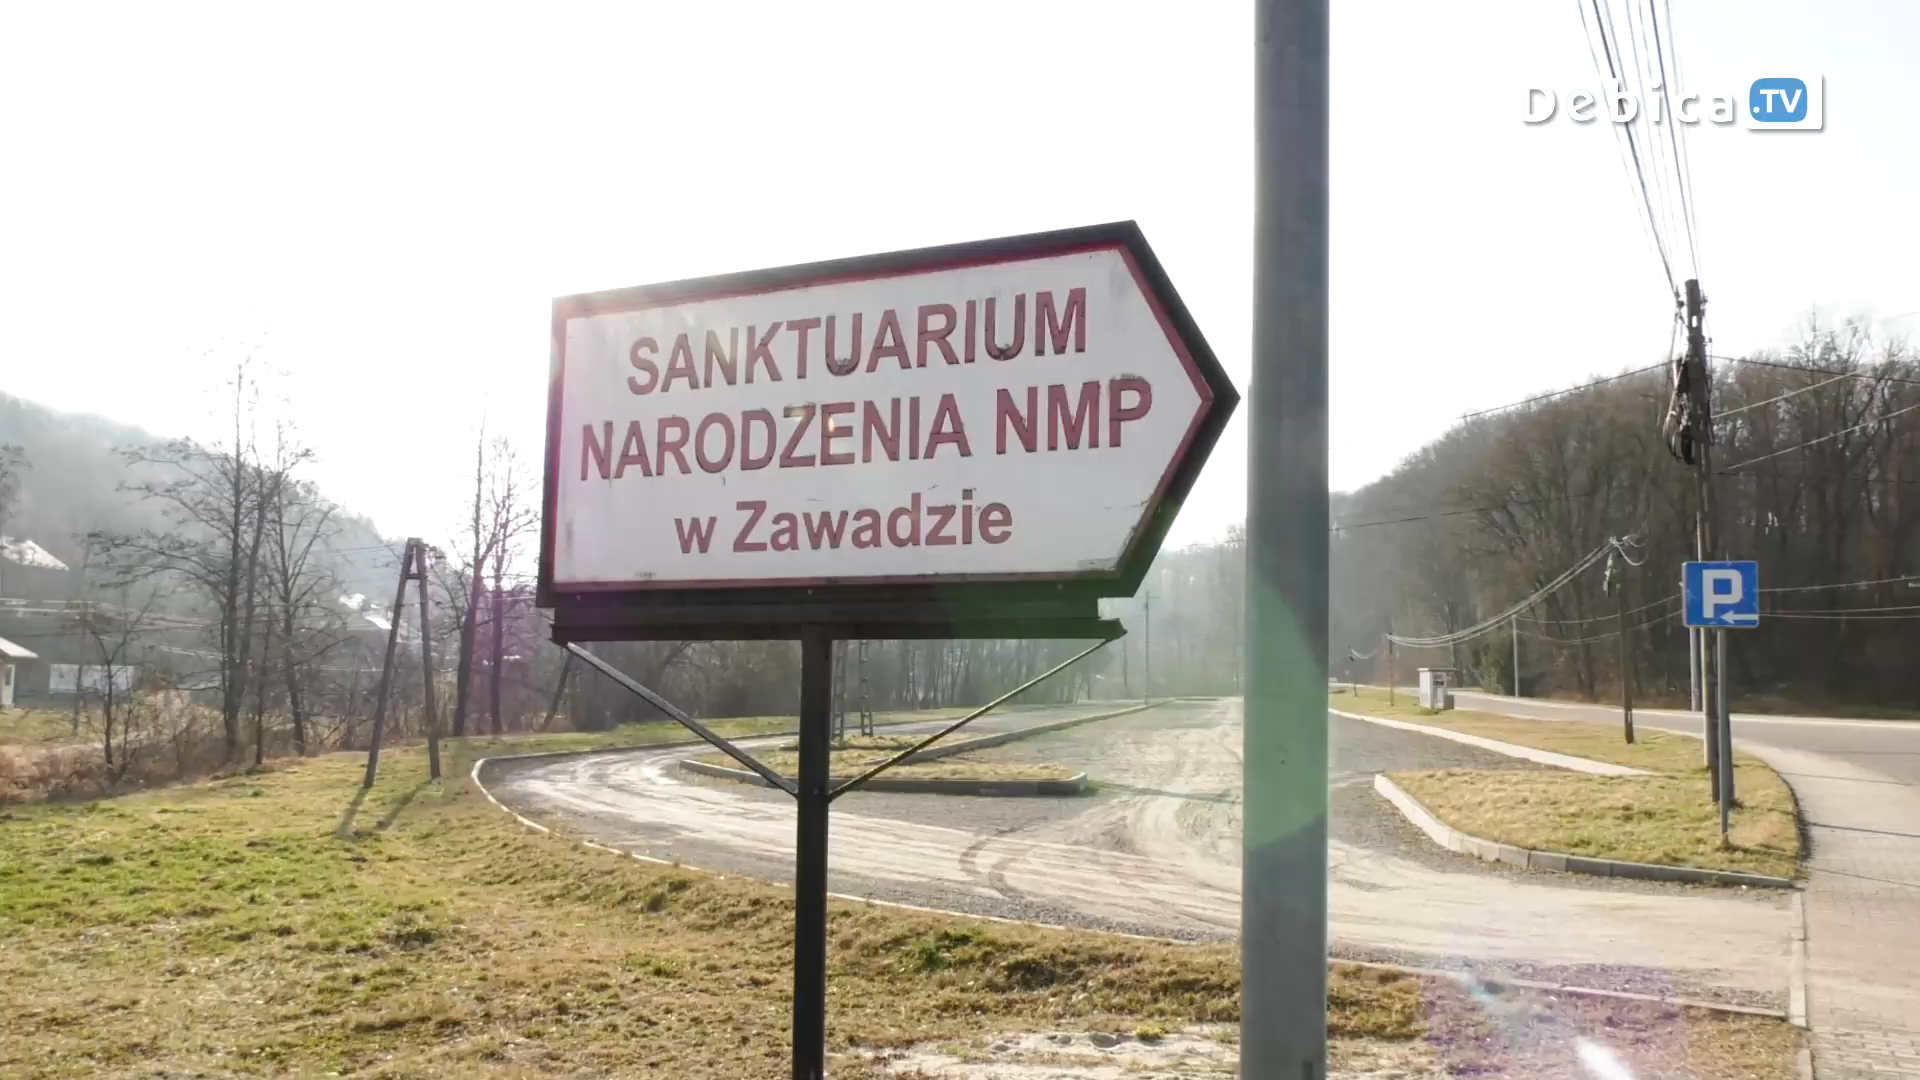 Debica.TV
SANKTUARIUM
NARODZENIA NMP
w Zawadzie
P